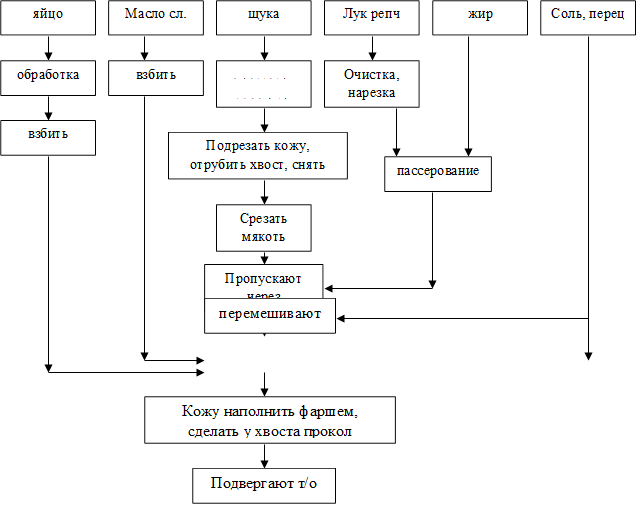 яйцо
Масло сл.
щука
Лук репч
жир
Соль, перец
обработка
взбить
Очистка,
нарезка
взбить
Подрезать кожу,
отрубить хвост, снять
пассерование
Срезать
мякоть
Пропускают
через
перемешивают
Кожу наполнить фаршем,
сделать у хвоста прокол
Подвергают т/о